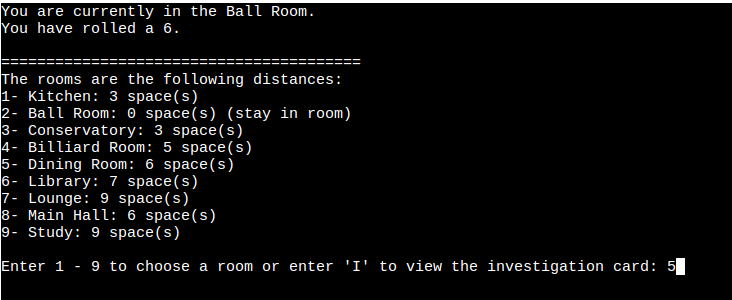 You are currently in the Ball Room.
You have rolled a 6.
========================================
The rooms are the following distances:
1- Kitchen: 3 space(s)
2- Ball Room: 0 space(s) (stay in room)
3- Conservatory: 3 space(s)
4- Billiard Room: 5 space(s)
5- Dining Room: 6 space(s)
6- Library: 7 space(s)
7- Lounge: 9 space(s)
8- Main Hall: 6 space(s)
9- Study: 9 space(s)
Enter 1 - 9 to choose a room or enter 'I' to view the investigation card: 5